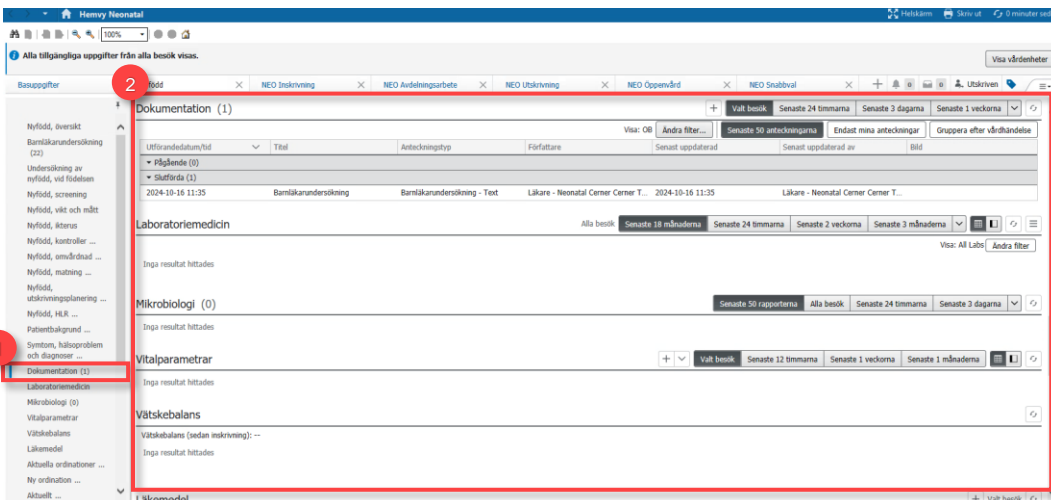 Hemvy Neonatal
Helskärm Skriv ut 0 minuter sed
100%
Alla tillgängliga uppgifter från alla besök visas.
Visa vårdenheter
Basuppgifter
2
född NEO Inskrivning NEO Avdelningsarbete NEO Utskrivning NEO Öppenvård NEO Snabbval 0 0 Utskriven
Nyfödd, översikt
Barnläkarundersökning
(22)
Undersökning av
nyfödd, vid födelsen
Nyfödd, screening
Nyfödd, vikt och mått
Nyfödd, ikterus
Nyfödd, kontroller ...
Nyfödd, omvårdnad ...
Nyfödd, matning ...
Nyfödd,
utskrivningsplanering ...
Nyfödd, HLR ...
Patientbakgrund ...
Symtom, hälsoproblem
och diagnoser ...
Dokumentation (1)
Laboratoriemedicin
Mikrobiologi (0)
Vitalparametrar
Vätskebalans
Läkemedel
Aktuella ordinationer ...
Ny ordination ...
Aktuellt ...
Dokumentation (1)
Valt besök Senaste 24 timmarna Senaste 3 dagarna Senaste 1 veckorna
Visa: OB Ändra filter... Senaste 50 anteckningarna Endast mina anteckningar Gruppera efter vårdhändelse
Utförandedatum/tid Titel Anteckningstyp Författare Senast uppdaterad Senast uppdaterad av Bild
Pågående (0)
Slutförda (1)
2024-10-16 11:35 Barnläkarundersökning Barnläkarundersökning - Text Läkare - Neonatal Cerner Cerner T... 2024-10-16 11:35 Läkare - Neonatal Cerner Cerner T...
Laboratoriemedicin
Alla besök Senaste 18 månaderna Senaste 24 timmarna Senaste 2 veckorna Senaste 3 månaderna
Visa: All Labs Ändra filter
Inga resultat hittades
Mikrobiologi (0)
Senaste 50 rapporterna Alla besök Senaste 24 timmarna Senaste 3 dagarna
Inga resultat hittades
Vitalparametrar
Valt besök Senaste 12 timmarna Senaste 1 veckorna Senaste 1 månaderna
Inga resultat hittades
Vätskebalans
Vätskebalans (sedan inskrivning): --
Inga resultat hittades
Läkemedel
Valt besök